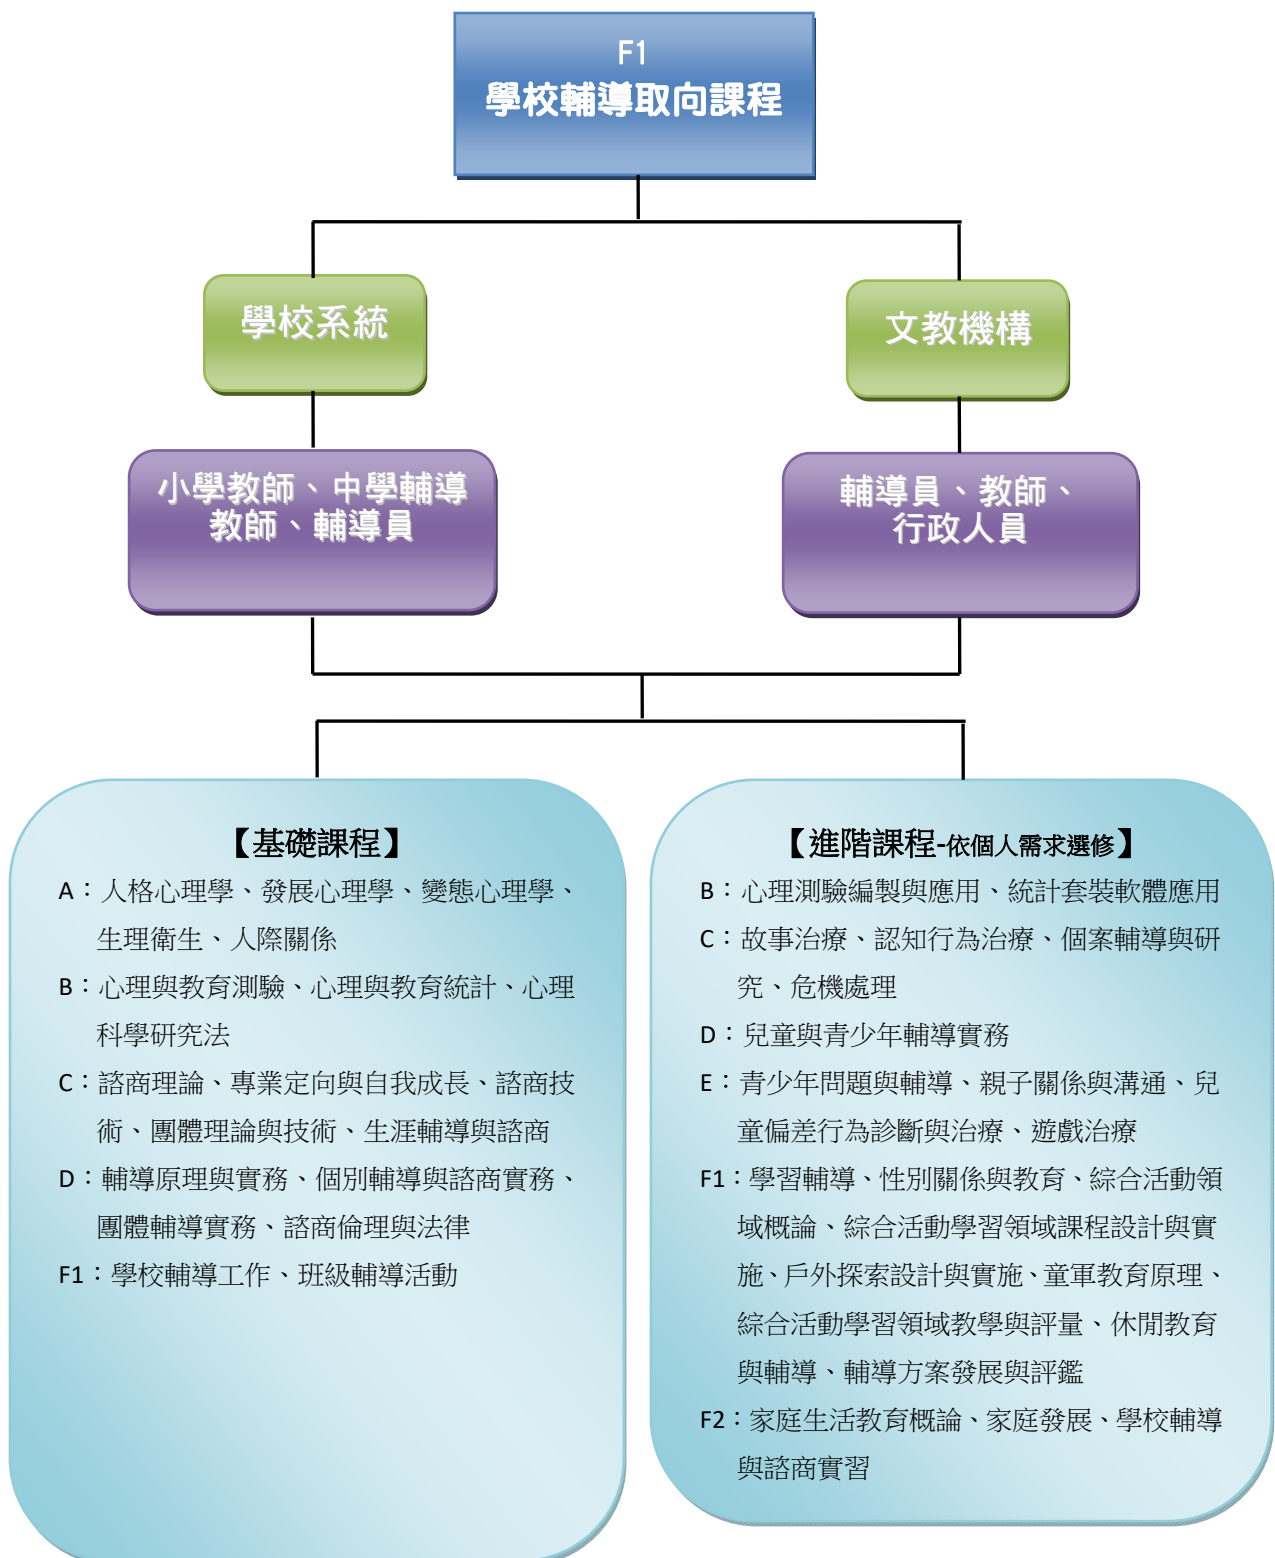 F1
學校輔導取向課程
學校系統
文教機構
小學教師、中學輔導
教師、輔導員
輔導員、教師、
行政人員
【基礎課程】
A：人格心理學、發展心理學、變態心理學、
生理衛生、人際關係
B：心理與教育測驗、心理與教育統計、心理
科學研究法
C：諮商理論、專業定向與自我成長、諮商技
術、團體理論與技術、生涯輔導與諮商
D：輔導原理與實務、個別輔導與諮商實務、
團體輔導實務、諮商倫理與法律
F1：學校輔導工作、班級輔導活動
【進階課程-依個人需求選修】
B：心理測驗編製與應用、統計套裝軟體應用
C：故事治療、認知行為治療、個案輔導與研
究、危機處理
D：兒童與青少年輔導實務
E：青少年問題與輔導、親子關係與溝通、兒
童偏差行為診斷與治療、遊戲治療
F1：學習輔導、性別關係與教育、綜合活動領
域概論、綜合活動學習領域課程設計與實
施、戶外探索設計與實施、童軍教育原理、
綜合活動學習領域教學與評量、休閒教育
與輔導、輔導方案發展與評鑑
F2：家庭生活教育概論、家庭發展、學校輔導
與諮商實習